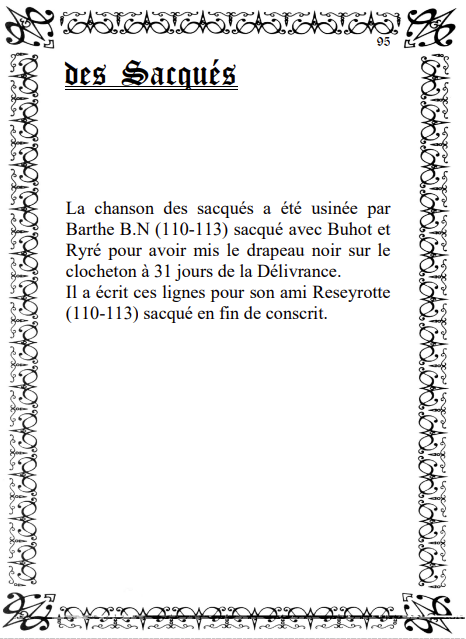 95
des Sacqués
La chanson des sacqués a été usinée par
Barthe B.N (110-113) sacqué avec Buhot et
Ryré pour avoir mis le drapeau noir sur le
clocheton à 31 jours de la Délivrance.
Il a écrit ces lignes pour son ami Reseyrotte
(110-113) sacqué en fin de conscrit.